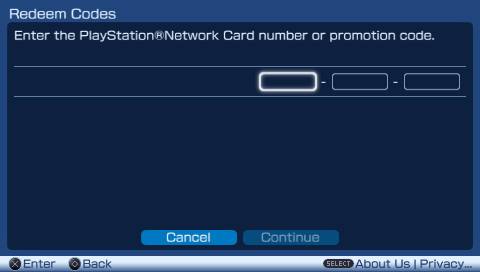 Redeem Codes
Enter the PlayStation®Network Card number or promotion code.
- -
Cancel Continue
Enter Back SELECT About Us | Privacy...